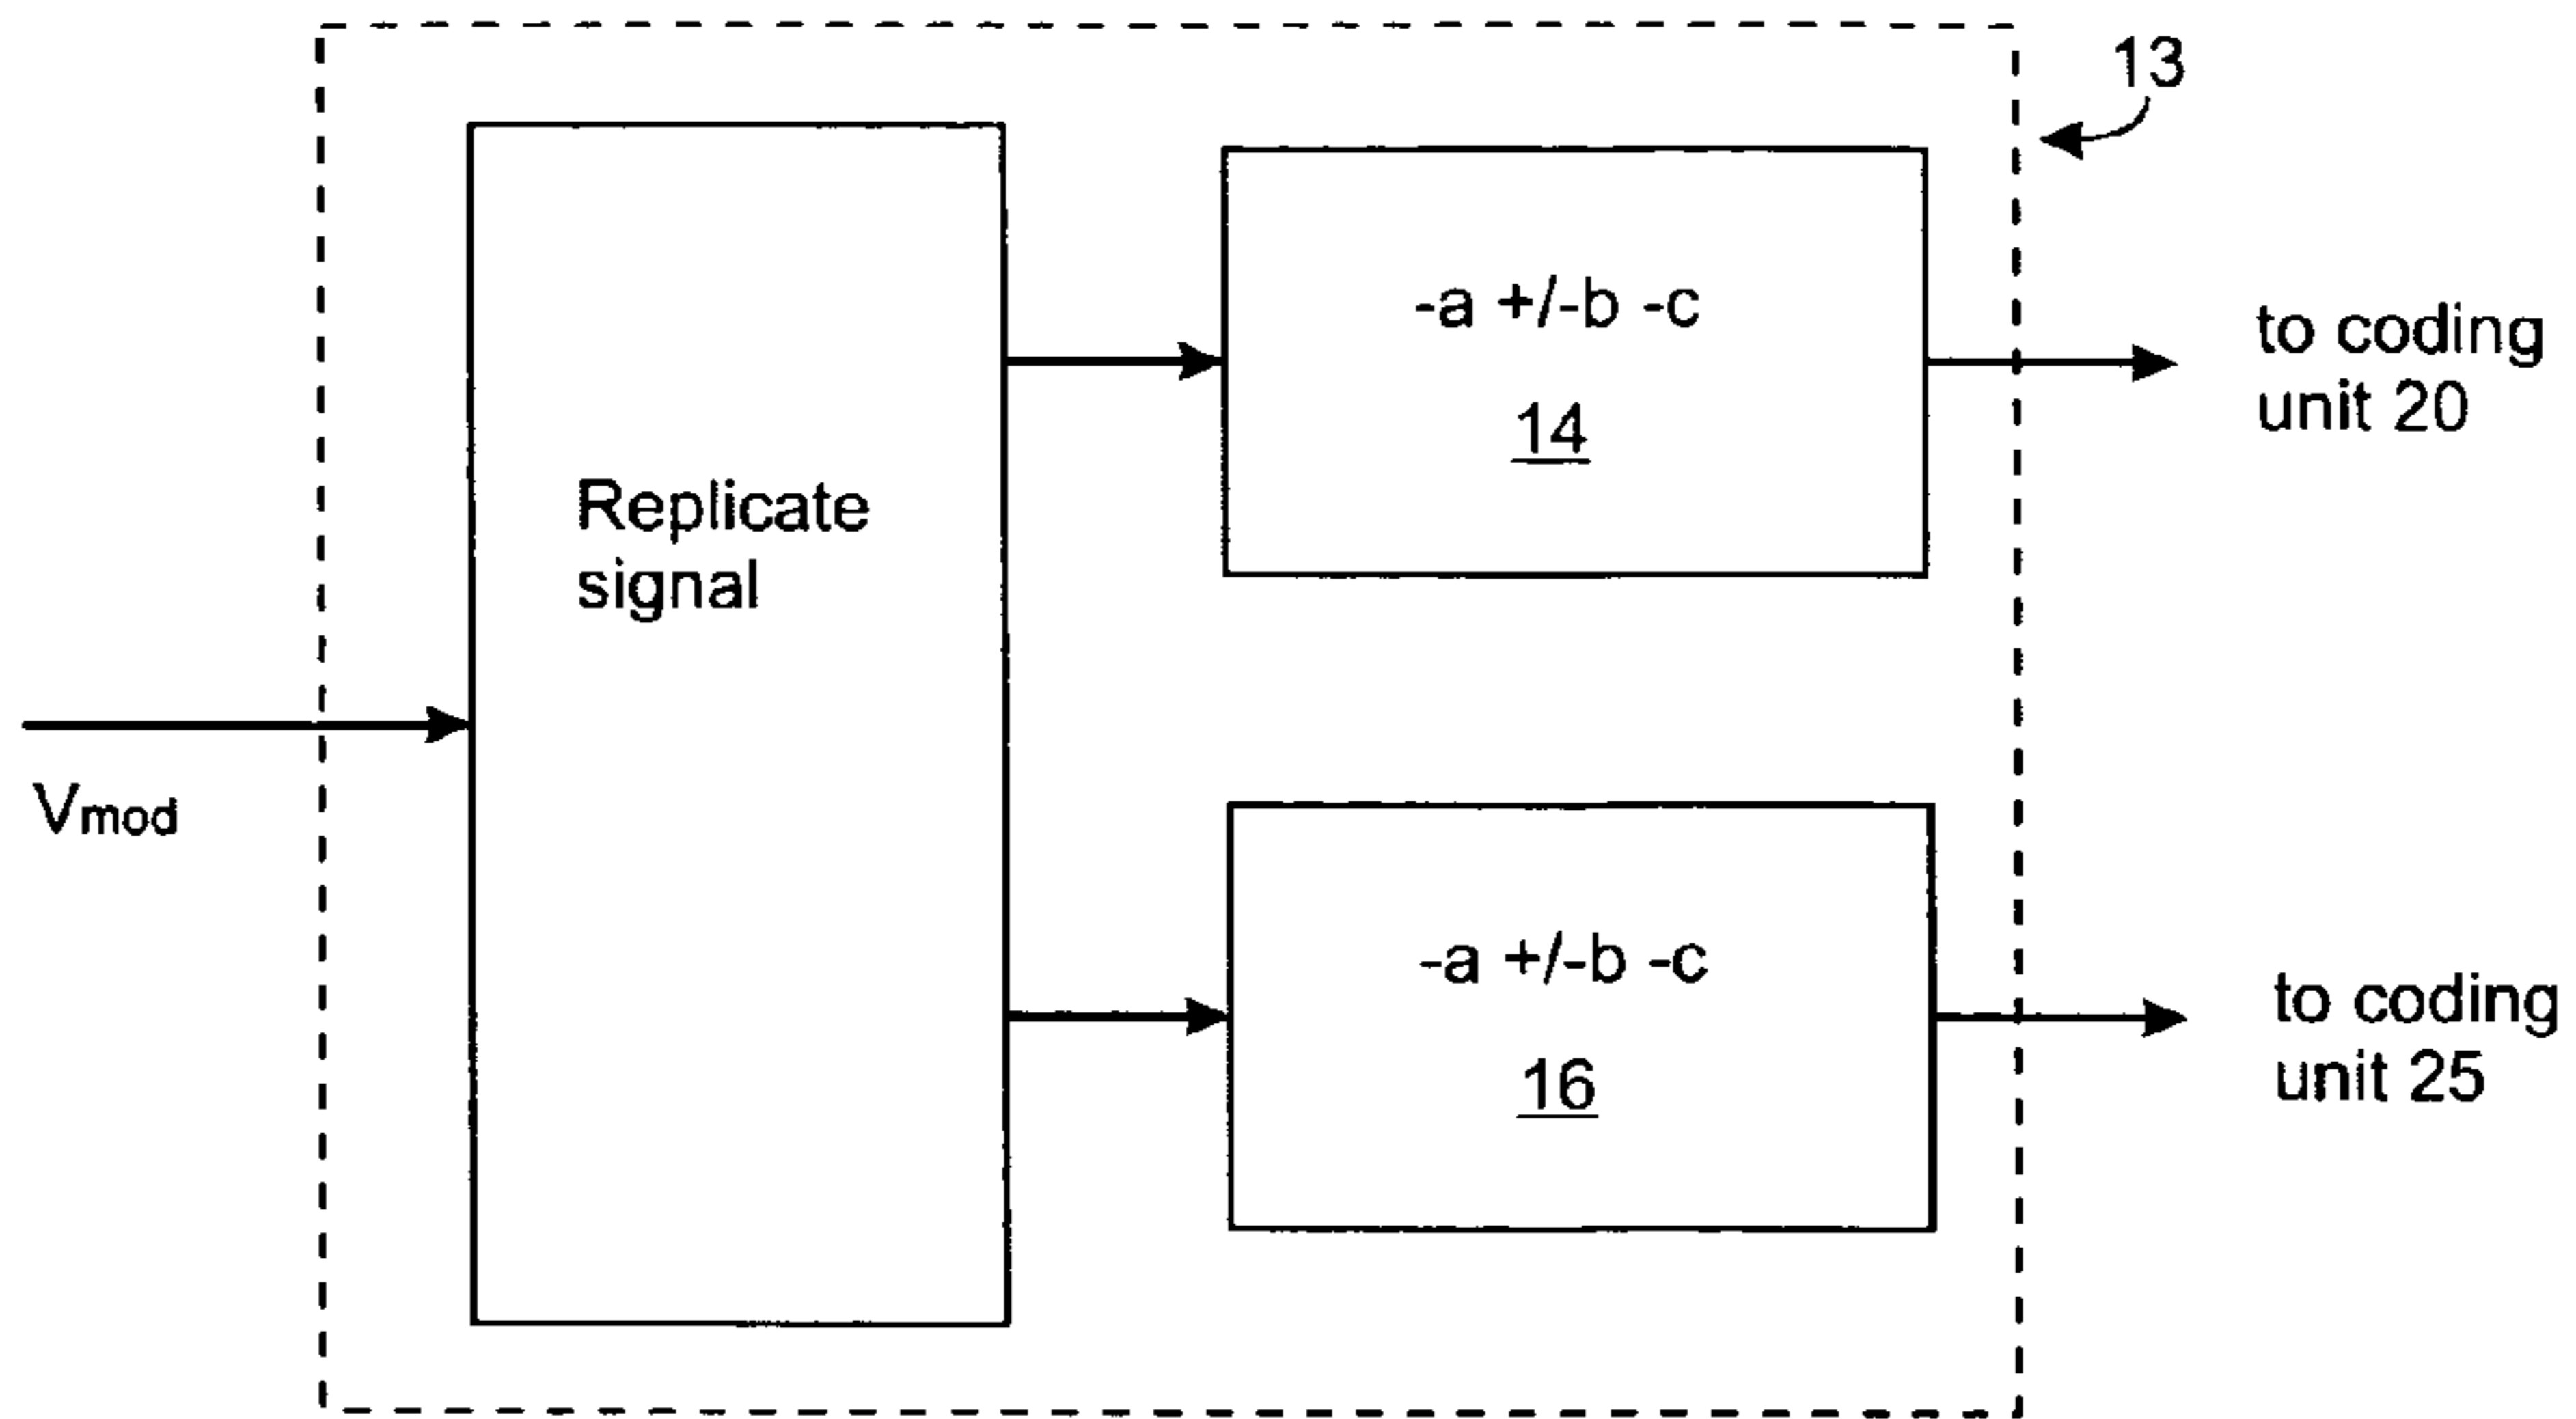 13
-a +/-b -c
14
to coding
unit 20
Replicate
signal
Vmod
-a +/-b -c
16
to coding
unit 25